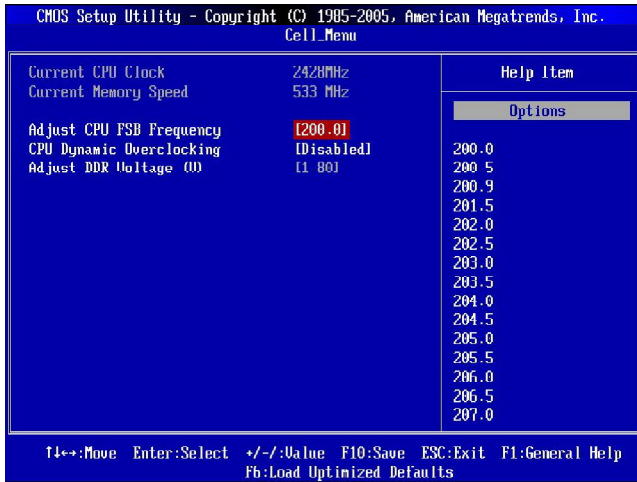 CMOS Setup Utility - Copyright (C) 1985-2005, American Megatrends, Inc.
Cell_Menu
Current CPU Clock 2428MHz
Current Memory Speed 533 MHz
Adjust CPU FSB Frequency [200.0]
CPU Dynamic Overclocking [Disabled]
Adjust DDR Voltage (V) [1 80]
Help Item
Options
200.0
200 5
200.9
201.5
202.0
202.5
203.0
203.5
204.0
204.5
205.0
205.5
206.0
206.5
207.0
↑↓←→:Move Enter:Select +/-/:Value F10:Save ESC:Exit F1:General Help
F6:Load Optimized Defaults